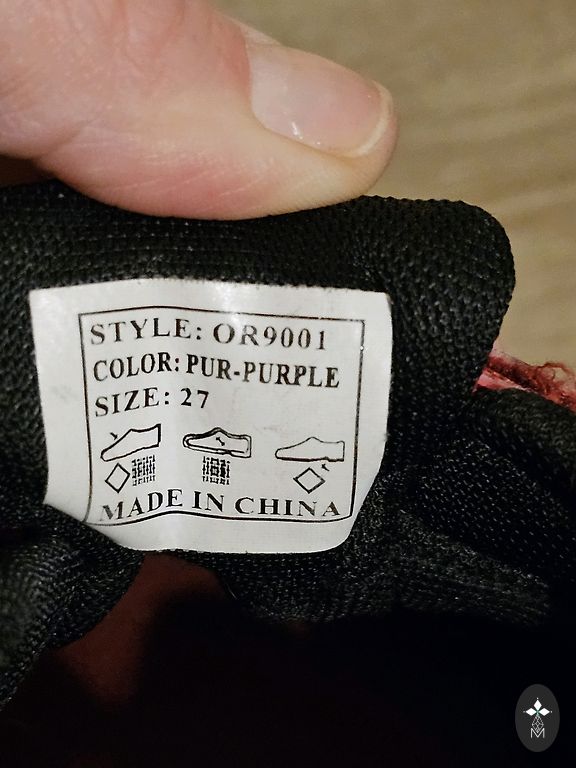 STYLE: OR9001
COLOR: PUR-PURPLE
SIZE: 27
MADE IN CHINA
M